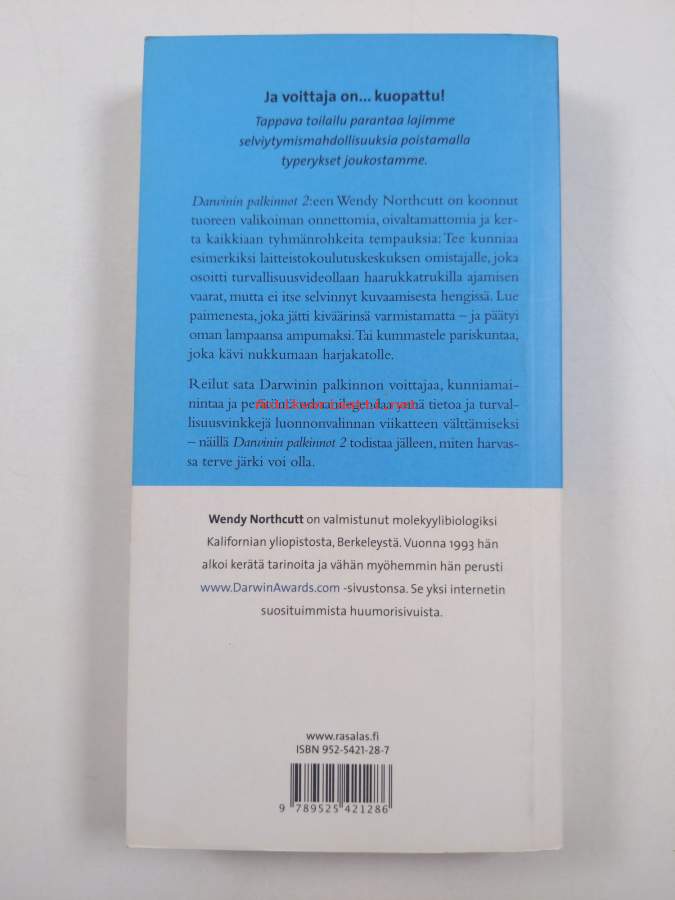 Ja voittaja on... kuopattu!
Tappava toilailu parantaa lajimme
selviytymismahdollisuuksia poistamalla
typerykset joukostamme.
Darwinin palkinnot 2:een Wendy Northcutt on koonnut
tuoreen valikoiman onnettomia, oivaltamattomia ja ker-
ta kaikkiaan tyhmänrohkeita tempauksia: Tee kunniaa
esimerkiksi laitteistokoulutuskeskuksen omistajalle, joka
osoitti turvallisuusvideollaan haarukkatrukilla ajamisen
vaarat, mutta ei itse selvinnyt kuvaamisesta hengissä. Lue
paimenesta, joka jätti kiväärinsä varmistamatta – ja päätyi
oman lampaansa ampumaksi. Tai kummastele pariskuntaa,
joka kävi nukkumaan harjakatolle.
Reilut sata Darwinin palkinnon voittajaa, kunniamai-
nintaa ja tietoa ja turval-
lisuusvinkkejä luonnonvalinnan viikatteen välttämiseksi
– näillä Darwinin palkinnot 2 todistaa jälleen, miten harvas-
sa terve järki voi olla.
Wendy Northcutt on valmistunut molekyylibiologiksi
Kalifornian yliopistosta, Berkeleystä. Vuonna 1993 hän
alkoi kerätä tarinoita ja vähän myöhemmin hän perusti
www.DarwinAwards.com -sivustonsa. Se yksi internetin
suosituimmista huumorisivuista.
www.rasalas.fi
ISBN 952-5421-28-7
9 789525 421286